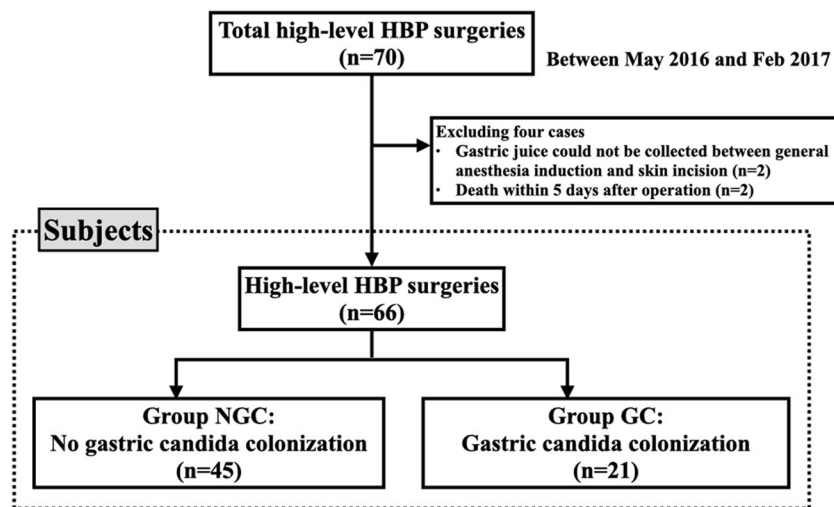 Total high-level HBP surgeries
(n=70)
Between May 2016 and Feb 2017
Excluding four cases
· Gastric juice could not be collected between general
anesthesia induction and skin incision (n=2)
· Death within 5 days after operation (n=2)
Subjects
High-level HBP surgeries
(n=66)
Group NGC:
No gastric candida colonization
(n=45)
Group GC:
Gastric candida colonization
(n=21)